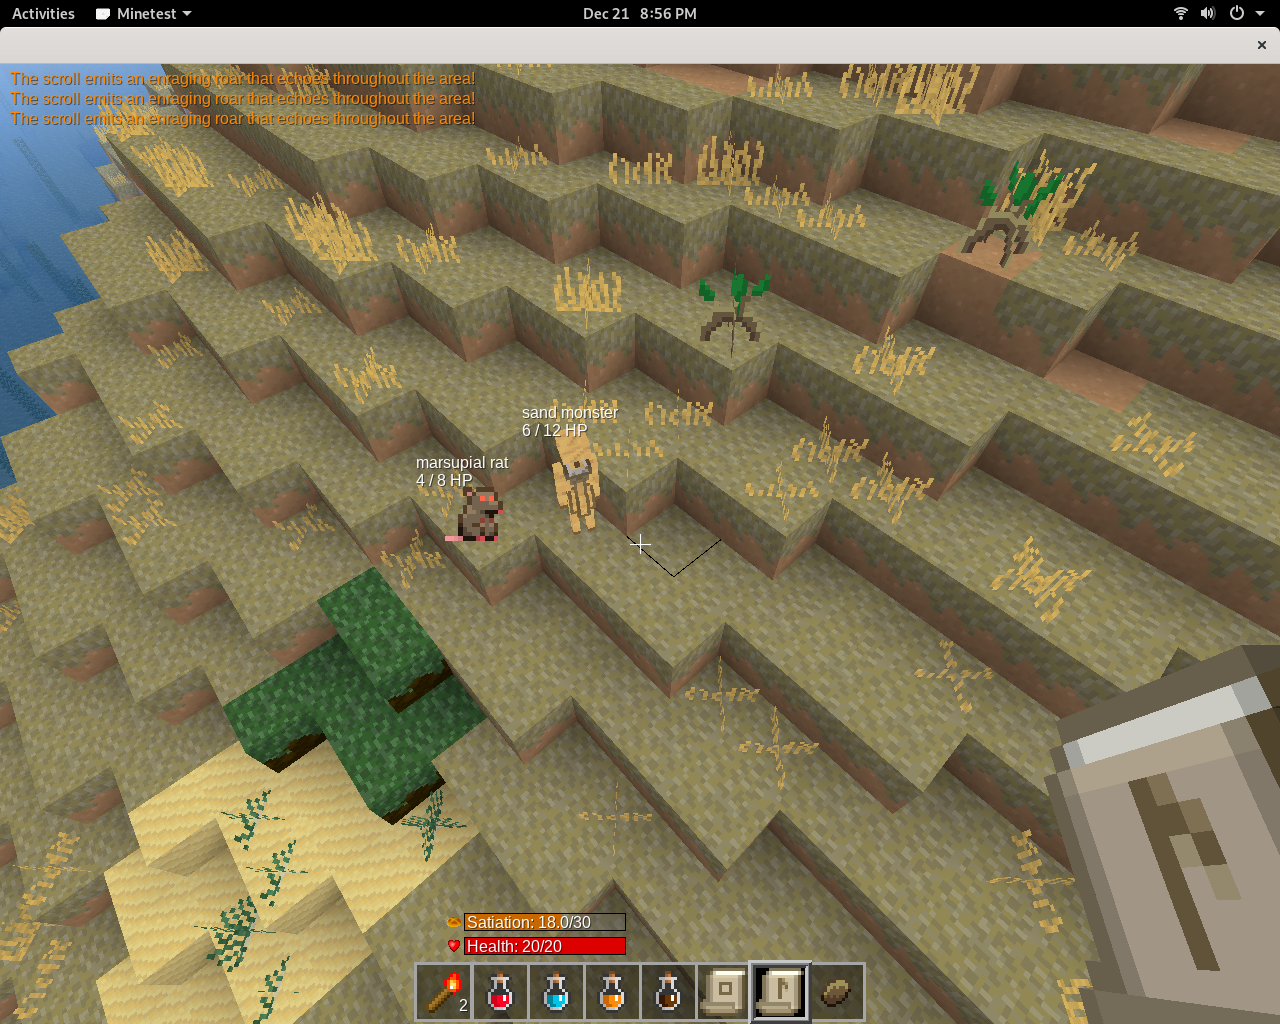 Activities Minetest Dec 21 8:56 PM
The scroll emits an enraging roar that echoes throughout the area!
The scroll emits an enraging roar that echoes throughout the area!
The scroll emits an enraging roar that echoes throughout the area!
sand monster
6 / 12 HP
marsupial rat
4 / 8 HP
Satiation: 18.0/30
Health: 20/20
2